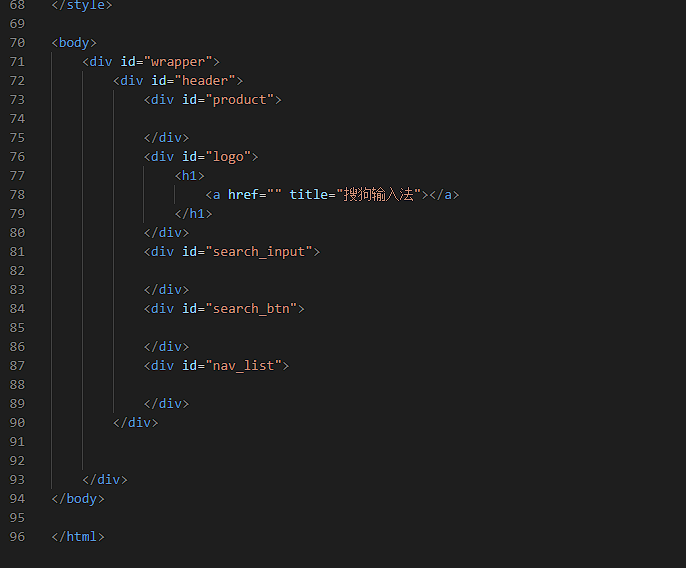 68 </style>
69
70 <body>
71 <div id="wrapper">
72 <div id="header">
73 <div id="product">
74
75 </div>
76 <div id="logo">
77 <h1>
78 <a href="" title="搜狗输入法"></a>
79 </h1>
80 </div>
81 <div id="search_input">
82
83 </div>
84 <div id="search_btn">
85
86 </div>
87 <div id="nav_list">
88
89 </div>
90 </div>
91
92
93 </div>
94 </body>
95
96 </html>